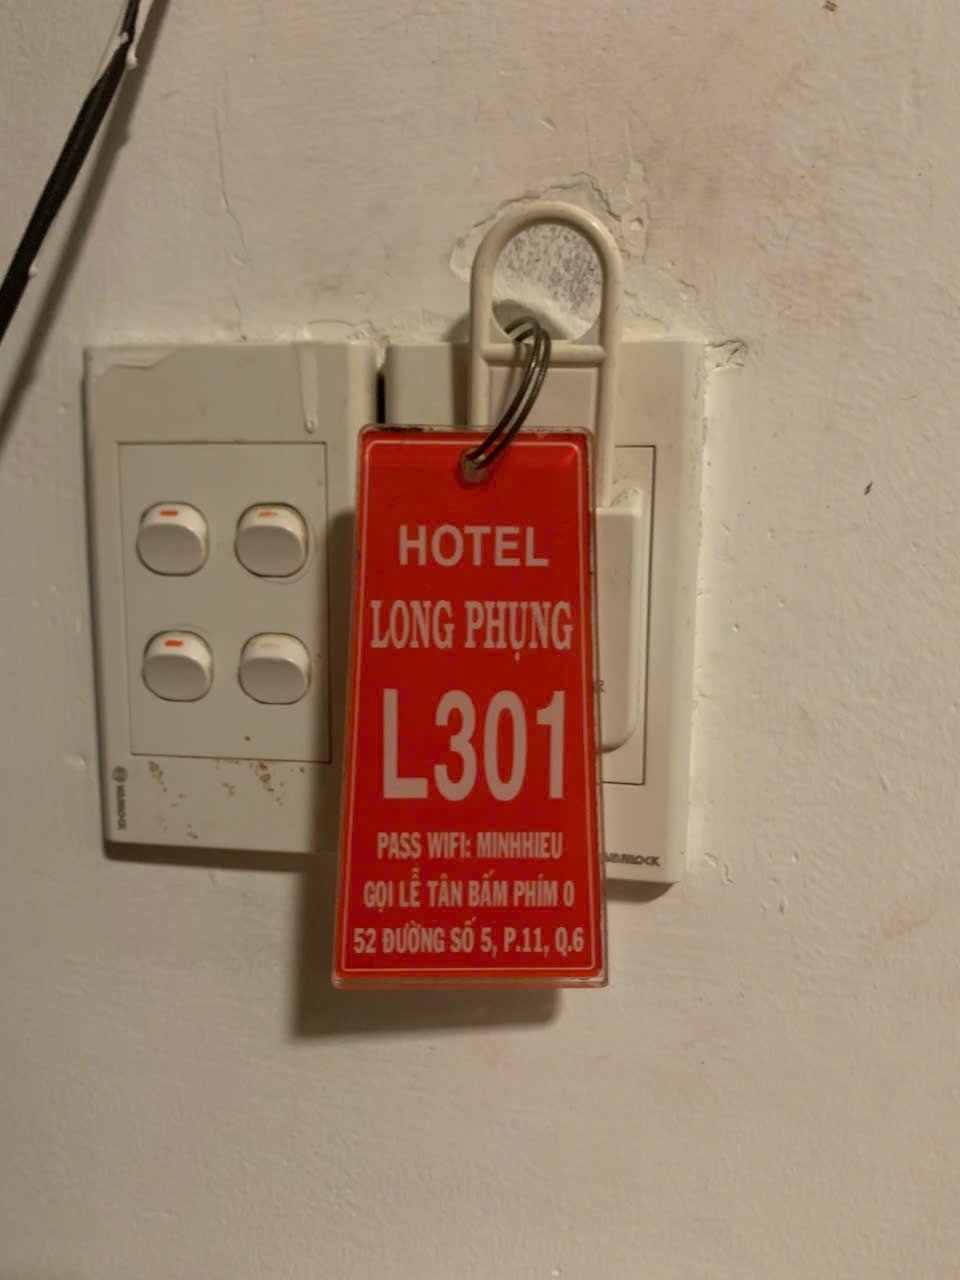 HOTEL
LONG PHỤNG
L301
PASS WIFI: MINHHIEU
GỌI LỄ TÂN BẤM PHÍM 0
52 ĐƯỜNG SỐ 5, P.11, Q.6
VANLOCK